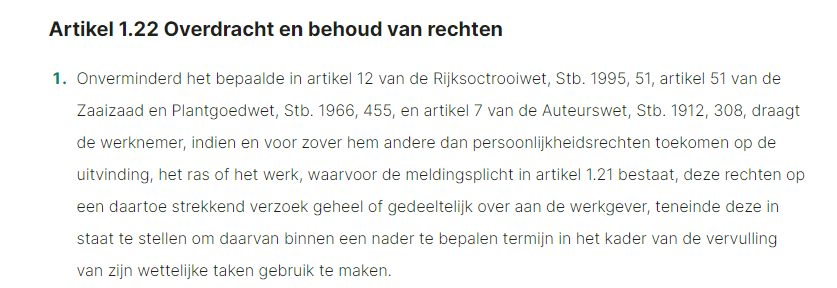 Artikel 1.22 Overdracht en behoud van rechten
1. Onverminderd het bepaalde in artikel 12 van de Rijksoctrooiwet, Stb. 1995, 51, artikel 51 van de
Zaaizaad en Plantgoedwet, Stb. 1966, 455, en artikel 7 van de Auteurswet, Stb. 1912, 308, draagt
de werknemer, indien en voor zover hem andere dan persoonlijkheidsrechten toekomen op de
uitvinding, het ras of het werk, waarvoor de meldingsplicht in artikel 1.21 bestaat, deze rechten op
een daartoe strekkend verzoek geheel of gedeeltelijk over aan de werkgever, teneinde deze in
staat te stellen om daarvan binnen een nader te bepalen termijn in het kader van de vervulling
van zijn wettelijke taken gebruik te maken.